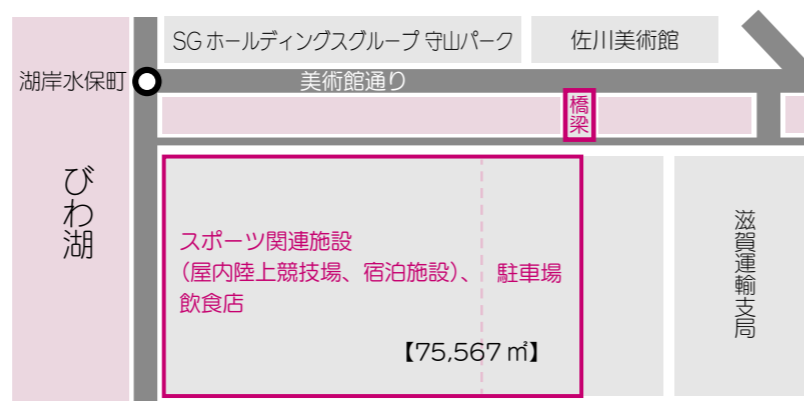 SGホールディングスグループ 守山パーク
佐川美術館
湖岸水保町
美術館通り
橋梁
びわ湖
スポーツ関連施設
（屋内陸上競技場、宿泊施設）、 駐車場
飲食店
【75,567㎡】
滋賀運輸支局